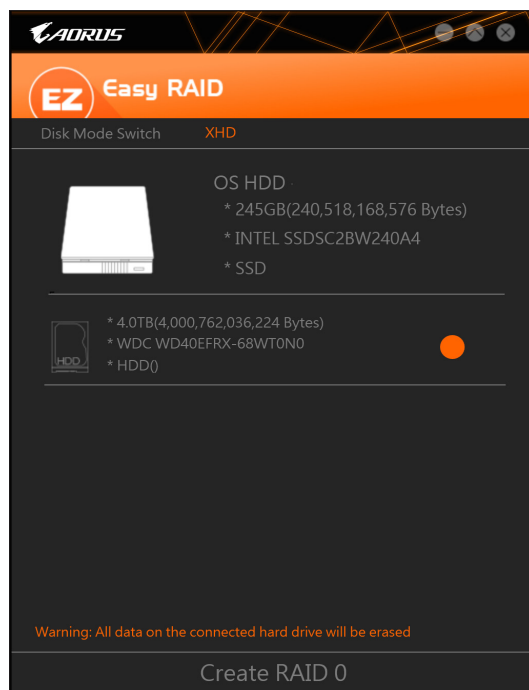 AORUS
EZ Easy RAID
Disk Mode Switch XHD
OS HDD
* 245GB(240,518,168,576 Bytes)
* INTEL SSDSC2BW240A4
* SSD
* 4.0TB(4,000,762,036,224 Bytes)
* WDC WD40EFRX-68WT0N0
HDD
* HDD()
Warning: All data on the connected hard drive will be erased
Create RAID 0